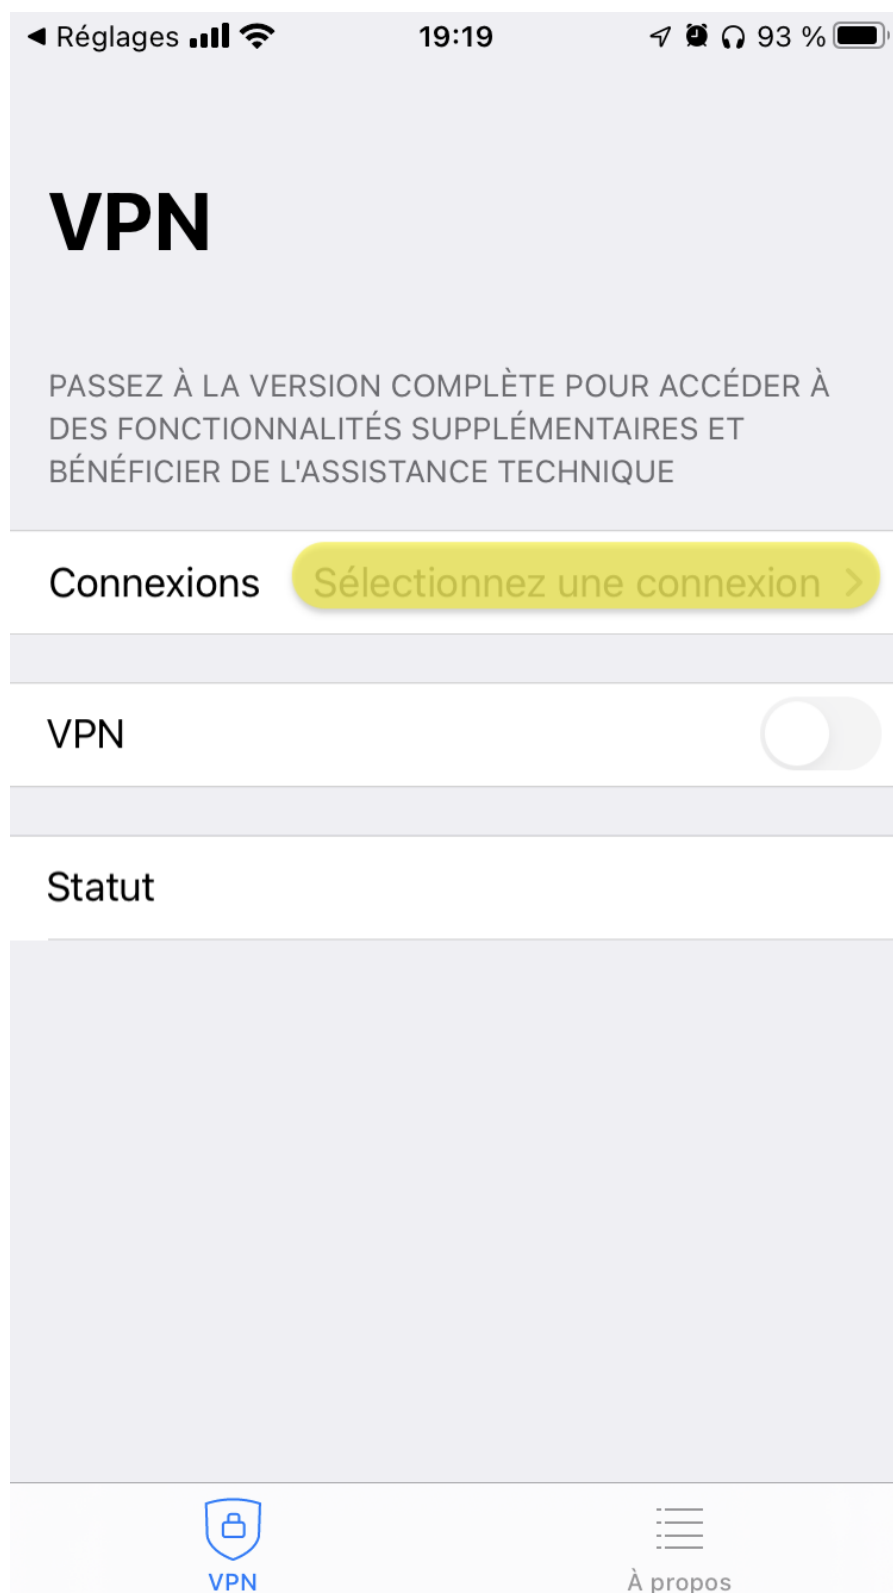 ◀ Réglages 19:19 93 %
VPN
PASSEZ À LA VERSION COMPLÈTE POUR ACCÉDER À
DES FONCTIONNALITÉS SUPPLÉMENTAIRES ET
BÉNÉFICIER DE L'ASSISTANCE TECHNIQUE
Connexions Sélectionnez une connexion >
VPN
Statut
VPN À propos